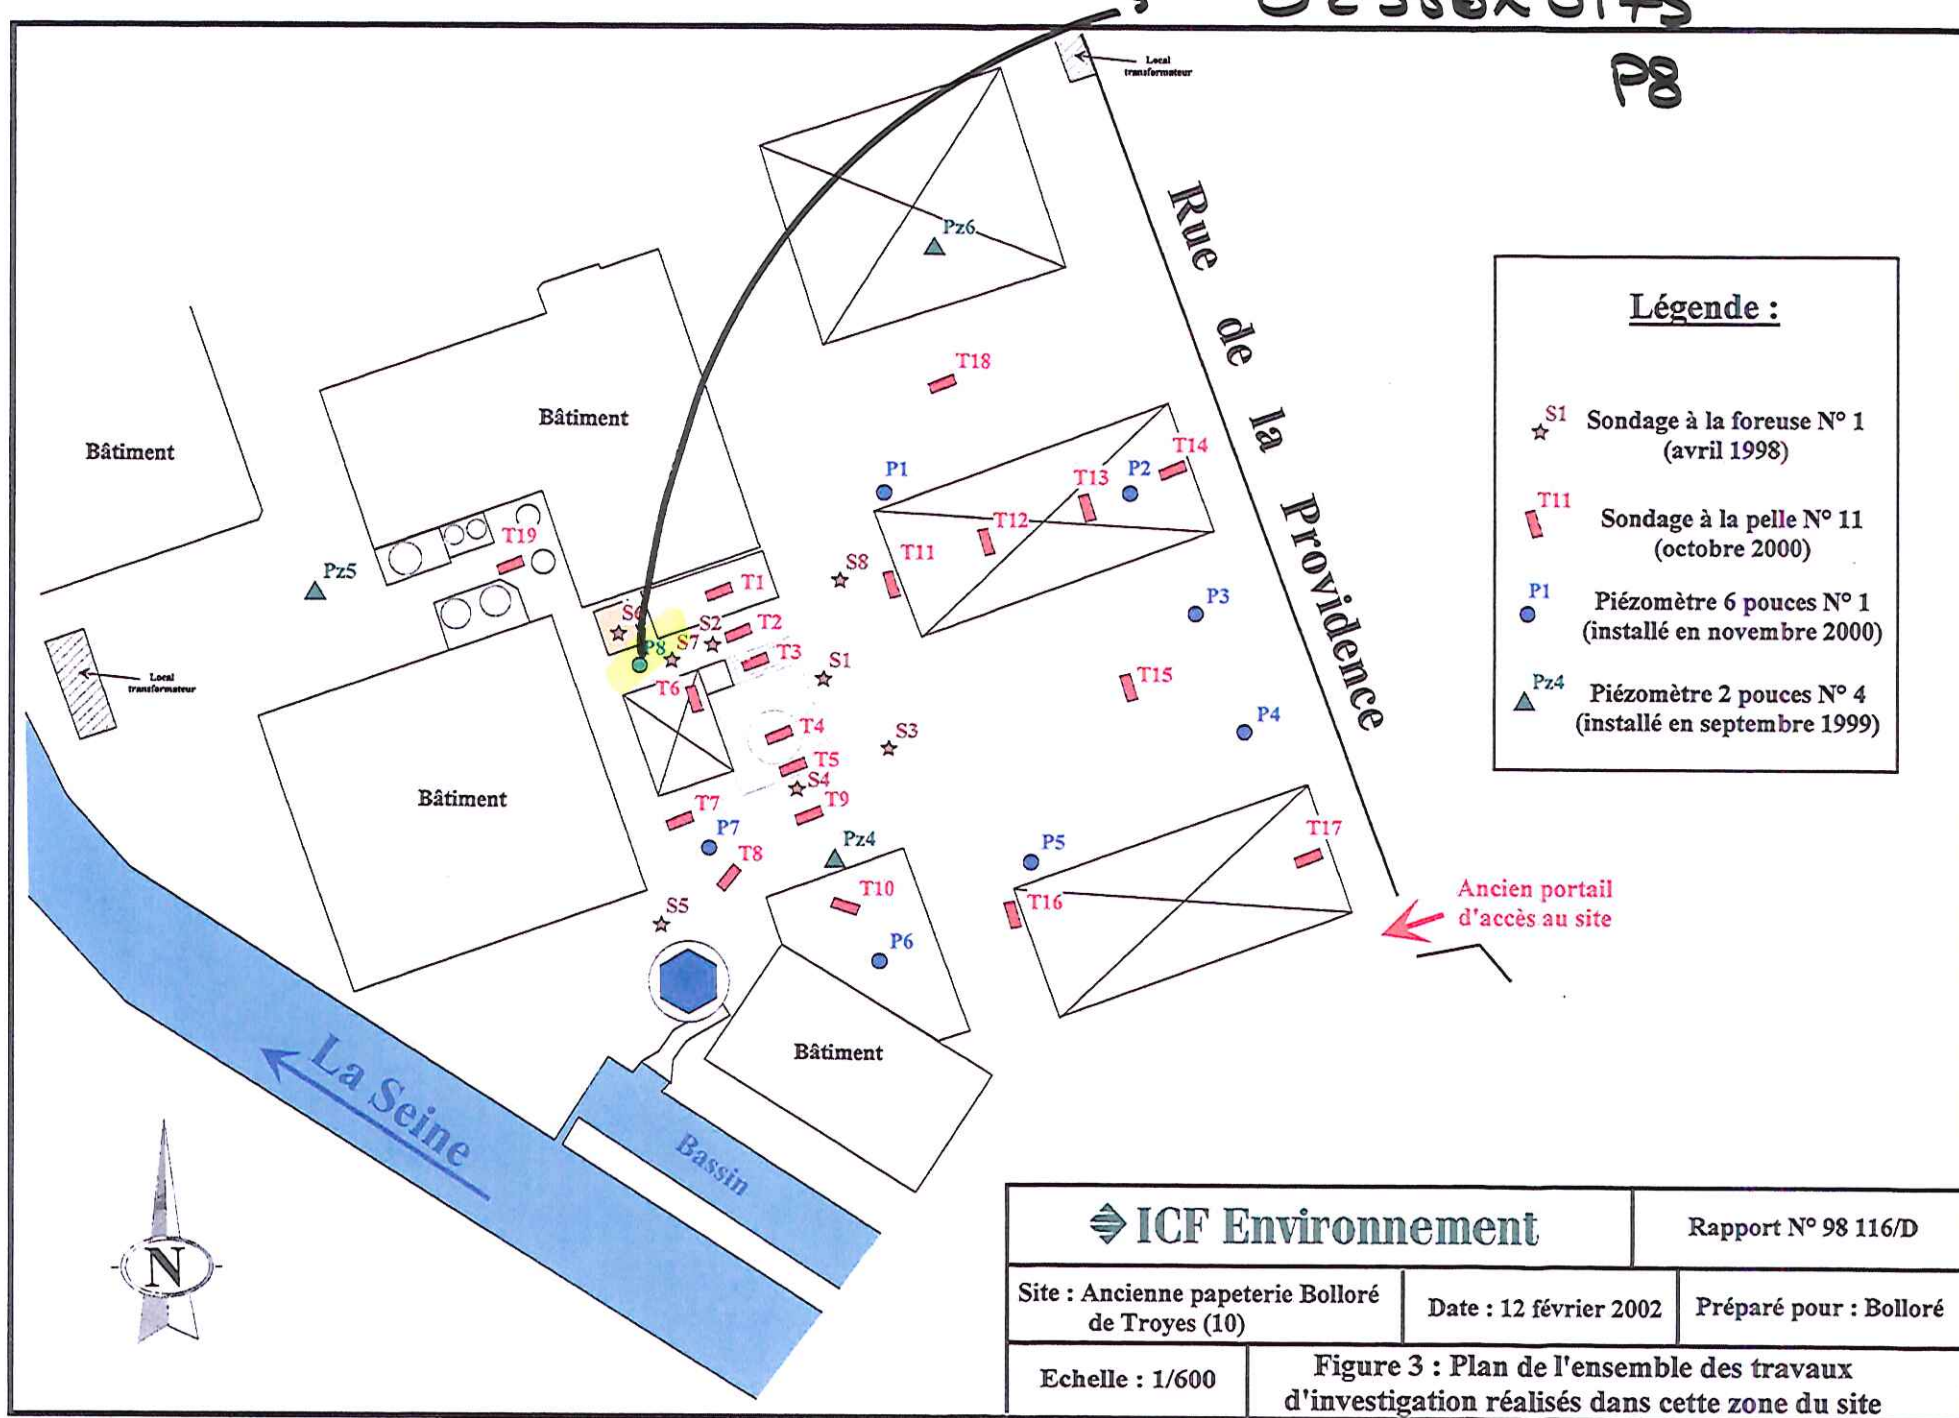 P8
Local
transformateur
Rue de la Providence
Pz6
T18
Bâtiment
Bâtiment
P1
T14
T13
P2
T12
T11
T19
S8
Pz5
T1
P3
S6
S2
T2
P8
S7
T3
S1
T6
T15
Local
transformateur
T4
S3
P4
T5
S4
Bâtiment
T7
T9
P7
Pz4
P5
T17
T8
T10
T16
S5
P6
Ancien portail
d'accès au site
Bâtiment
La Seine
Bassin
N
Légende :
S1
Sondage à la foreuse N° 1
(avril 1998)
T11
Sondage à la pelle N° 11
(octobre 2000)
P1
Piézomètre 6 pouces N° 1
(installé en novembre 2000)
Pz4
Piézomètre 2 pouces N° 4
(installé en septembre 1999)
ICF Environnement
Rapport N° 98 116/D
Site : Ancienne papeterie Bolloré
de Troyes (10)
Date : 12 février 2002
Préparé pour : Bolloré
Echelle : 1/600
Figure 3 : Plan de l'ensemble des travaux
d'investigation réalisés dans cette zone du site